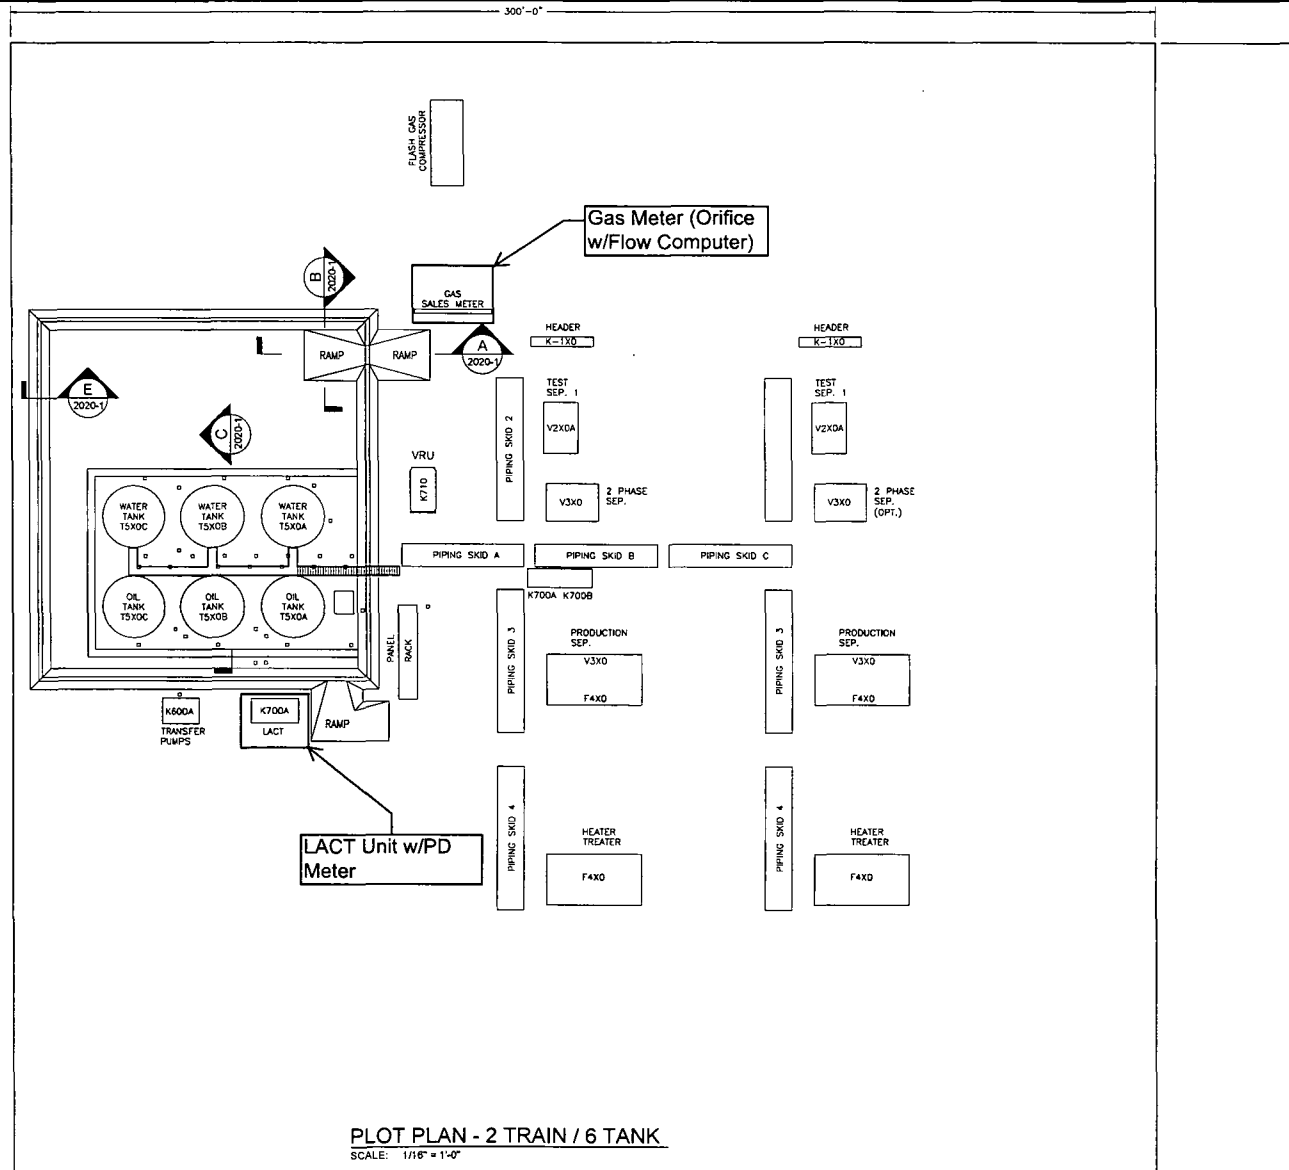 300'-0"
FLASH GAS
COMPRESSOR
Gas Meter (Orifice
w/Flow Computer)
B
2020-1
GAS
SALES METER
HEADER
K-1X0
HEADER
K-1X0
RAMP
RAMP
A
2020-1
E
2020-1
C
2020-1
TEST
SEP. 1
V2X0A
TEST
SEP. 1
V2X0A
PIPING SKID 2
VRU
K710
2 PHASE
SEP.
V3X0
2 PHASE
SEP.
(OPT.)
V3X0
WATER
TANK
T5X0C
WATER
TANK
T5X0B
WATER
TANK
T5X0A
PIPING SKID A
PIPING SKID B
PIPING SKID C
K700A K700B
OIL
TANK
T5X0C
OIL
TANK
T5X0B
OIL
TANK
T5X0A
PANEL
RACK
PIPING SKID 3
PRODUCTION
SEP.
V3X0
F4X0
PIPING SKID 3
PRODUCTION
SEP.
V3X0
F4X0
K600A
TRANSFER
PUMPS
K700A
LACT
RAMP
LACT Unit w/PD
Meter
PIPING SKID 4
HEATER
TREATER
F4X0
PIPING SKID 4
HEATER
TREATER
F4X0
PLOT PLAN - 2 TRAIN / 6 TANK
SCALE: 1/16" = 1'-0"